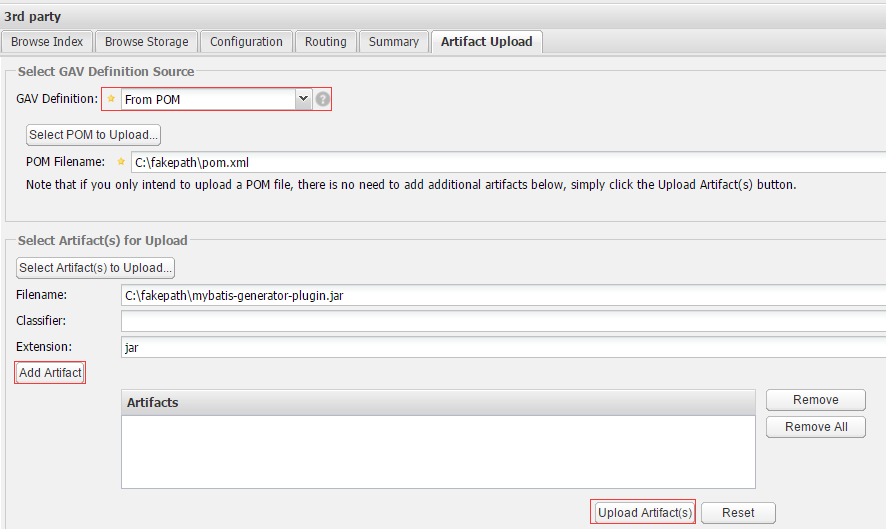 3rd party
Browse Index Browse Storage Configuration Routing Summary Artifact Upload
Select GAV Definition Source
GAV Definition: From POM ?
Select POM to Upload...
POM Filename: C:\fakepath\pom.xml
Note that if you only intend to upload a POM file, there is no need to add additional artifacts below, simply click the Upload Artifact(s) button.
Select Artifact(s) for Upload
Select Artifact(s) to Upload...
Filename: C:\fakepath\mybatis-generator-plugin.jar
Classifier:
Extension: jar
Add Artifact
Artifacts Remove
Remove All
Upload Artifact(s) Reset